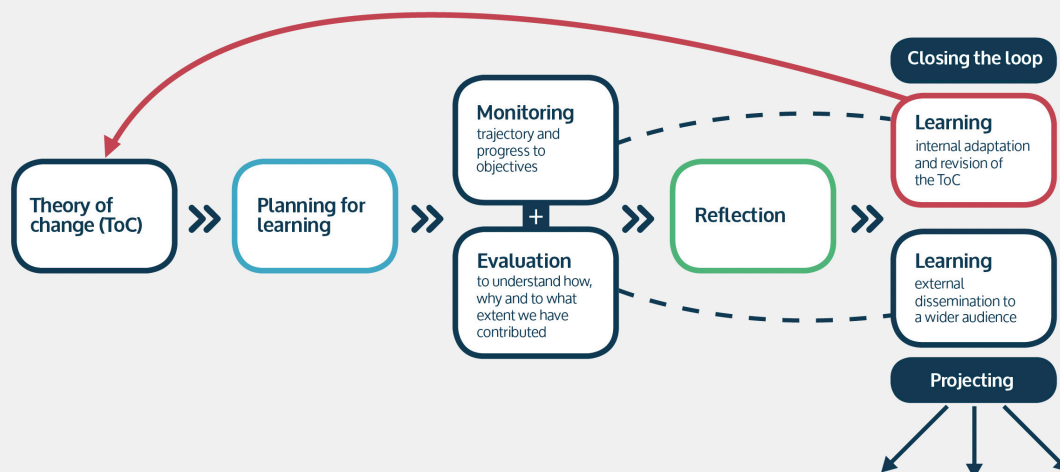 Theory of
change (ToC)
Planning for
learning
Monitoring
trajectory and
progress to
objectives
+
Evaluation
to understand how,
why and to what
extent we have
contributed
Reflection
Closing the loop
Learning
internal adaptation
and revision of
the ToC
Learning
external
dissemination to
a wider audience
Projecting